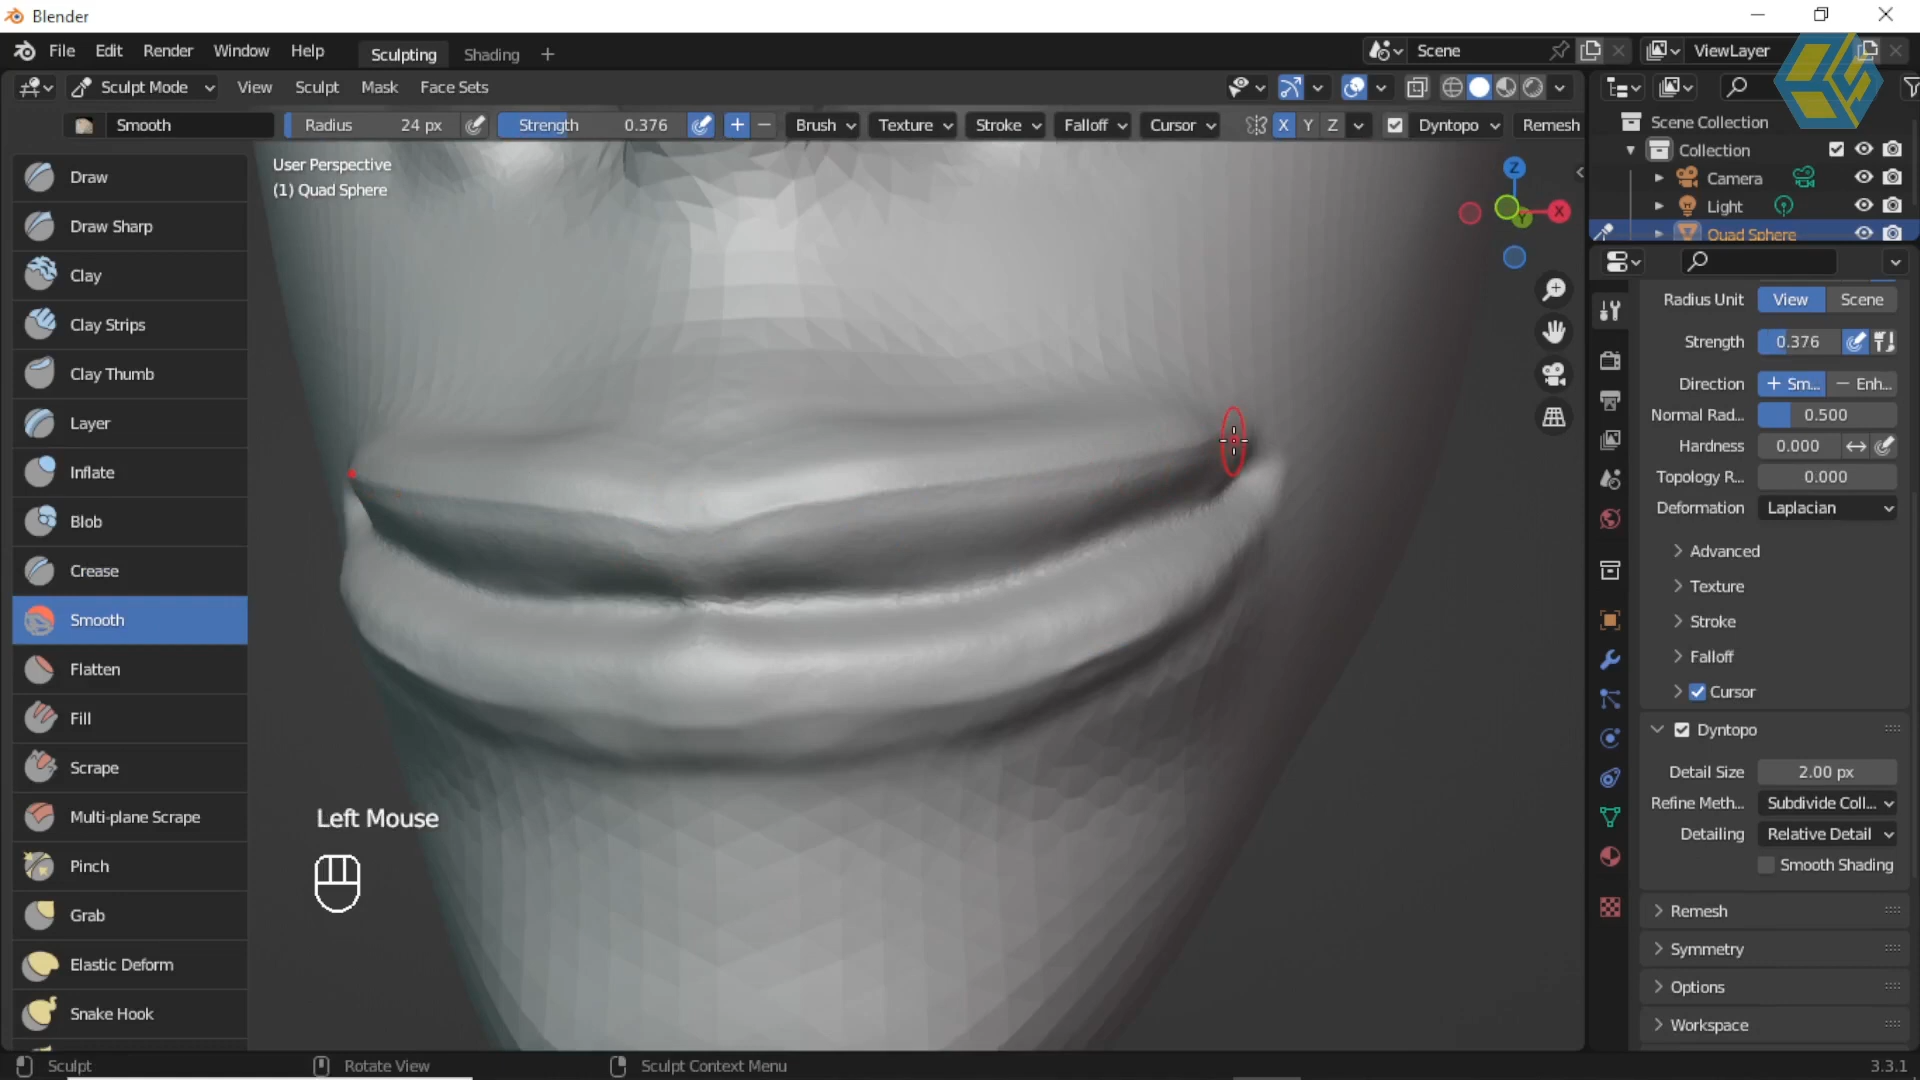 Blender
File Edit Render Window Help Sculpting Shading Scene ViewLayer
Sculpt Mode View Sculpt Mask Face Sets
Smooth Radius 24 px Strength 0.376 Brush Texture Stroke Falloff Cursor X Y Z Dyntopo Remesh
Scene Collection
Collection
Camera
Light
Quad Sphere
User Perspective
(1) Quad Sphere
Z
X
Y
Draw
Draw Sharp
Clay
Clay Strips
Clay Thumb
Layer
Inflate
Blob
Crease
Smooth
Flatten
Fill
Scrape
Multi-plane Scrape
Pinch
Grab
Elastic Deform
Snake Hook
Left Mouse
Radius Unit View Scene
Strength 0.376
Direction + Sm... − Enh...
Normal Rad... 0.500
Hardness 0.000
Topology R... 0.000
Deformation Laplacian
Advanced
Texture
Stroke
Falloff
Cursor
Dyntopo
Detail Size 2.00 px
Refine Meth... Subdivide Coll...
Detailing Relative Detail
Smooth Shading
Remesh
Symmetry
Options
Workspace
Sculpt Rotate View Sculpt Context Menu 3.3.1